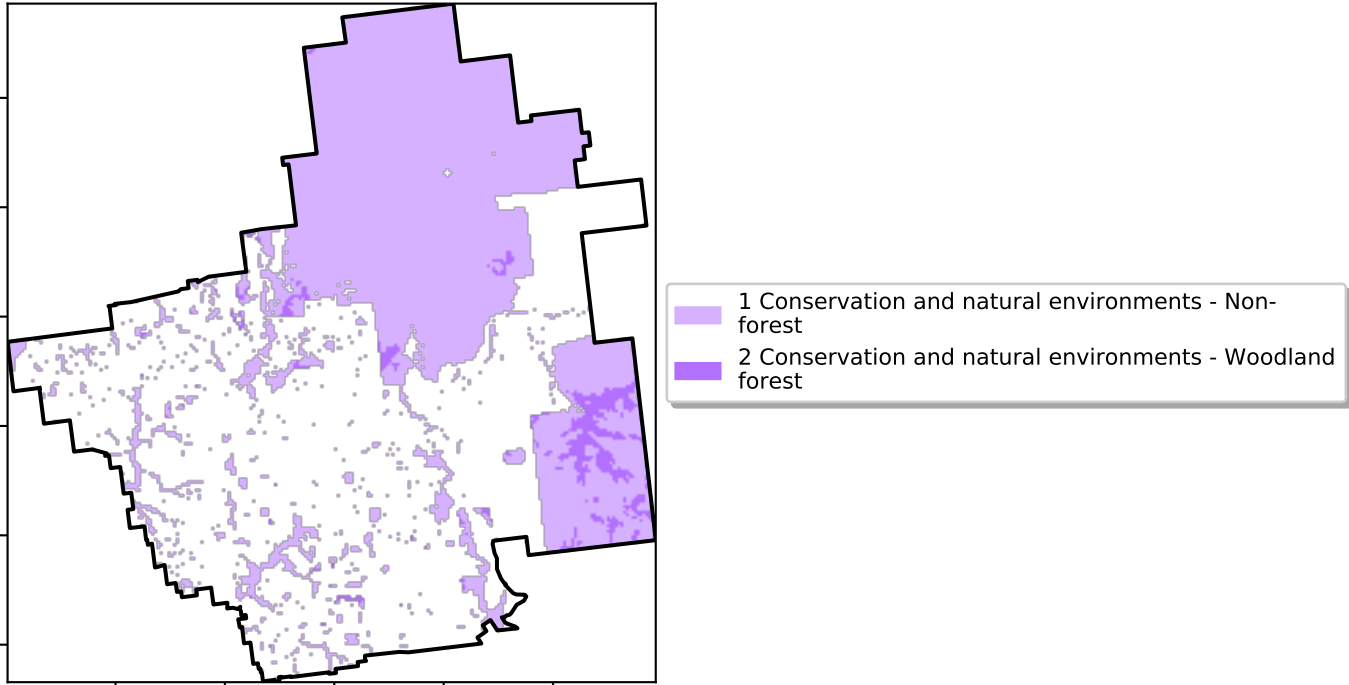 1 Conservation and natural environments - Non-
forest
2 Conservation and natural environments - Woodland
forest